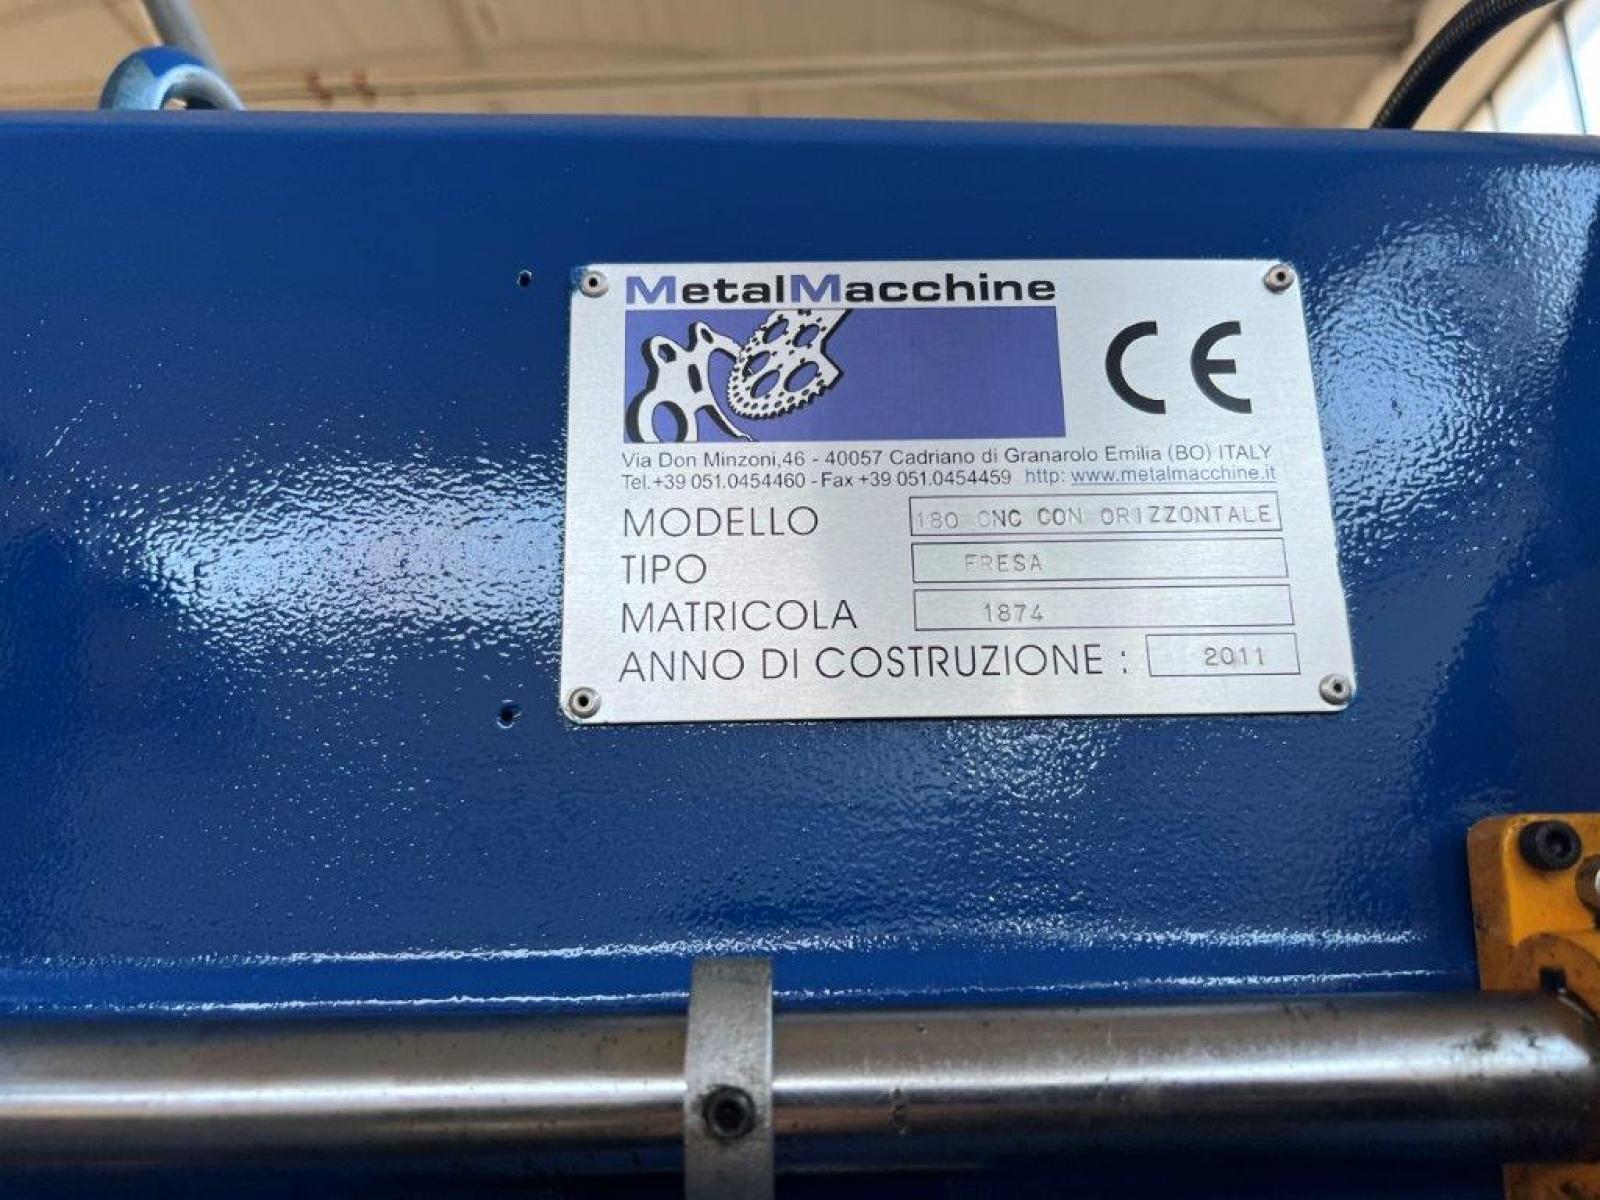 MetalMacchine
CE
Via Don Minzoni,46 - 40057 Cadriano di Granarolo Emilia (BO) ITALY
Tel.+39 051.0454460 - Fax +39 051.0454459 http: www.metalmacchine.it
MODELLO 180 CNC CON ORIZZONTALE
TIPO FRESA
MATRICOLA 1874
ANNO DI COSTRUZIONE : 2011